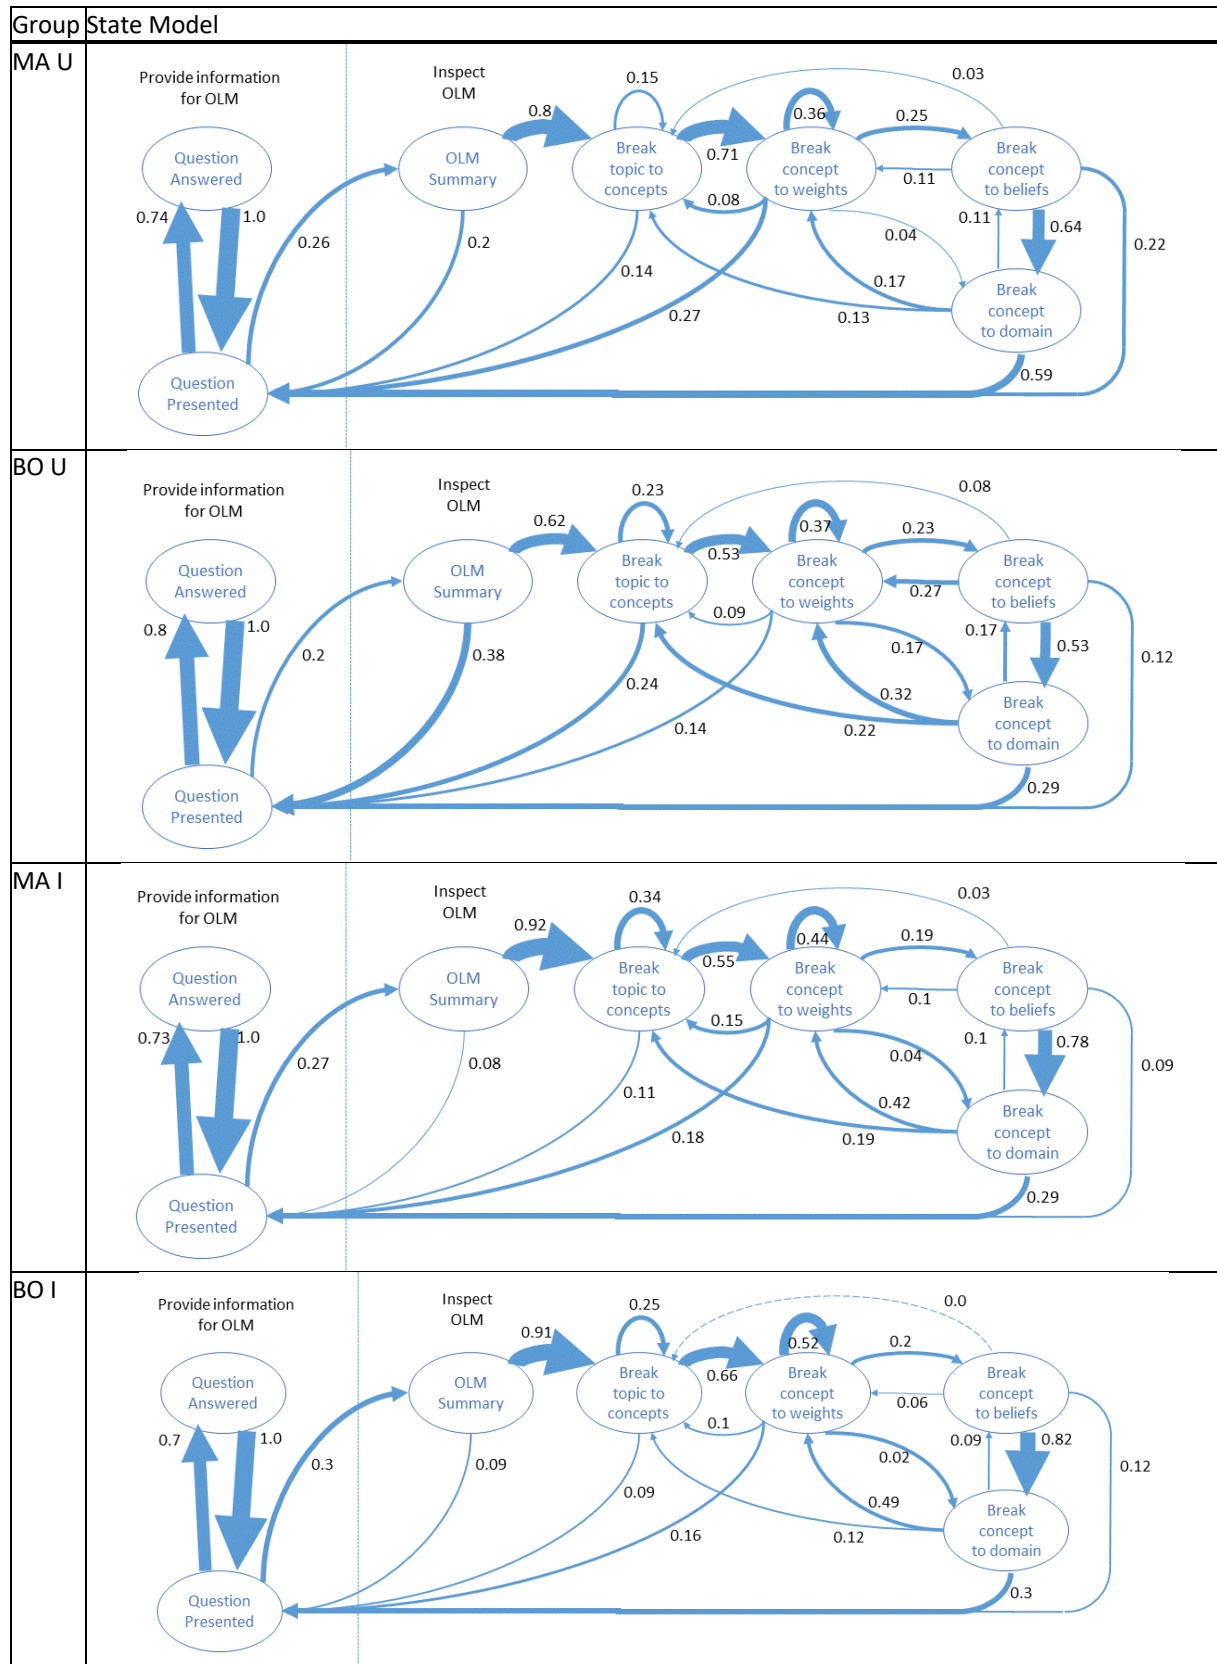 Group State Model
MA U
Provide information
for OLM
Inspect
OLM
0.15
0.03
0.8
0.36
0.25
Question
Answered
OLM
Summary
Break
topic to
concepts
0.71
Break
concept
to weights
0.11
Break
concept
to beliefs
0.74
1.0
0.26
0.2
0.08
0.04
0.11
0.64
0.22
0.14
0.17
0.27
0.13
Break
concept
to domain
0.59
Question
Presented
BO U
Provide information
for OLM
Inspect
OLM
0.23
0.08
0.62
0.37
0.23
Question
Answered
OLM
Summary
Break
topic to
concepts
0.53
Break
concept
to weights
0.27
Break
concept
to beliefs
0.8
1.0
0.2
0.38
0.09
0.17
0.17
0.53
0.12
0.24
0.32
0.14
0.22
Break
concept
to domain
0.29
Question
Presented
MA I
Provide information
for OLM
Inspect
OLM
0.34
0.03
0.92
0.44
0.19
Question
Answered
OLM
Summary
Break
topic to
concepts
0.55
Break
concept
to weights
0.1
Break
concept
to beliefs
0.73
1.0
0.27
0.08
0.15
0.04
0.1
0.78
0.09
0.11
0.42
0.18
0.19
Break
concept
to domain
0.29
Question
Presented
BO I
Provide information
for OLM
Inspect
OLM
0.25
0.0
0.91
0.52
0.2
Question
Answered
OLM
Summary
Break
topic to
concepts
0.66
Break
concept
to weights
0.06
Break
concept
to beliefs
0.7
1.0
0.3
0.09
0.1
0.02
0.09
0.82
0.12
0.09
0.49
0.16
0.12
Break
concept
to domain
0.3
Question
Presented